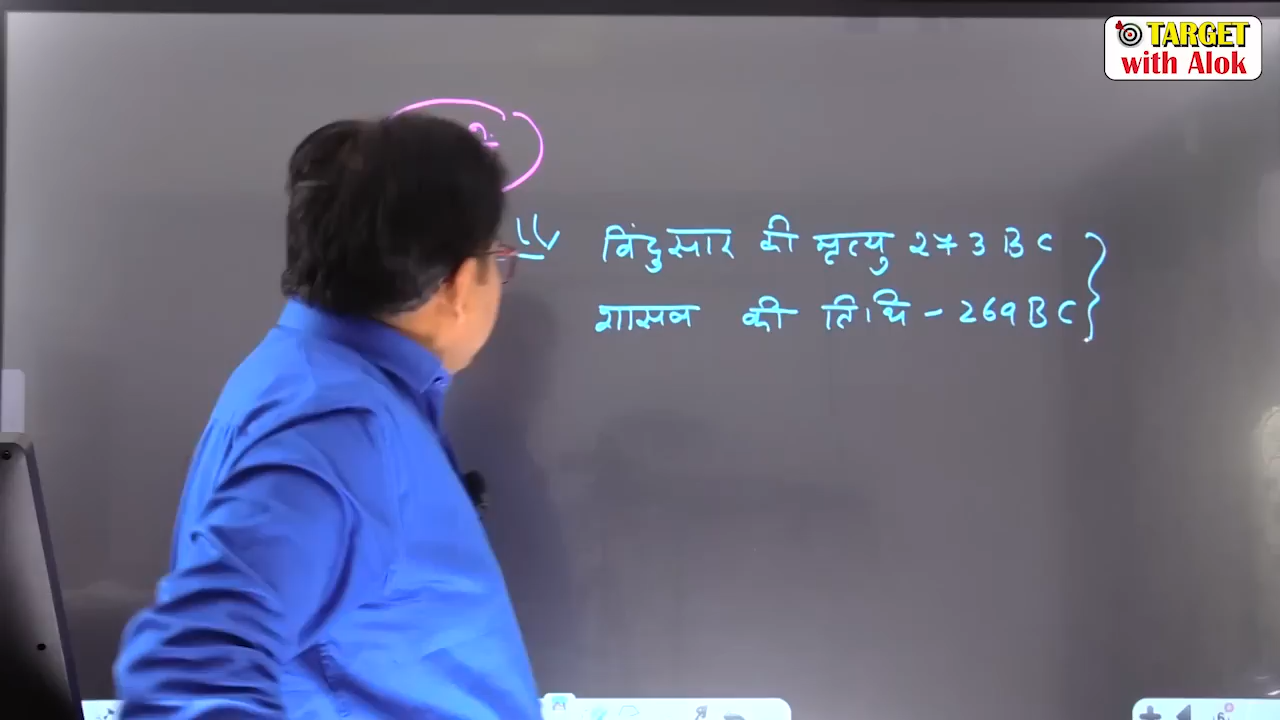 TARGET
with Alok
बिंदुसार की मृत्यु 273 BC
शासन की तिथि - 269 BC